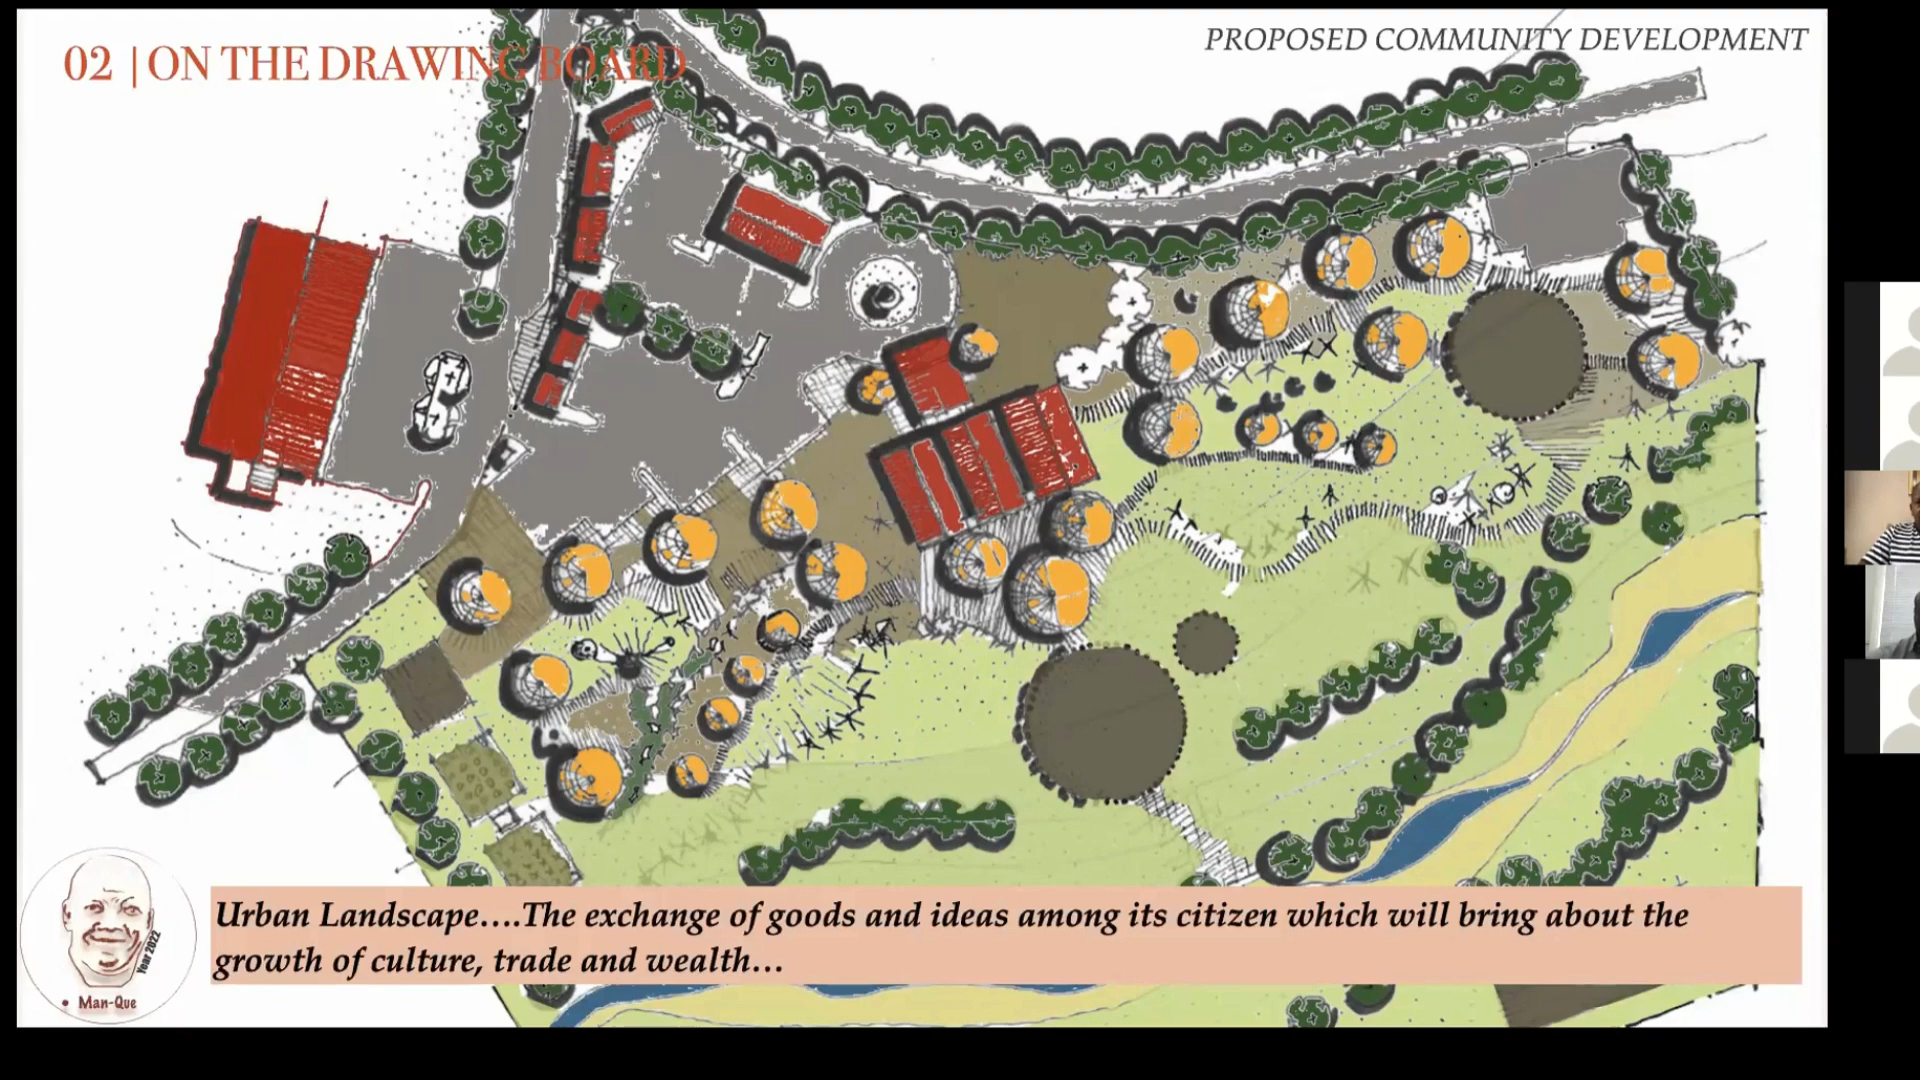 02 | ON THE DRAWING BOARD
PROPOSED COMMUNITY DEVELOPMENT
Urban Landscape....The exchange of goods and ideas among its citizen which will bring about the
growth of culture, trade and wealth...
Year 2022
• Man-Que